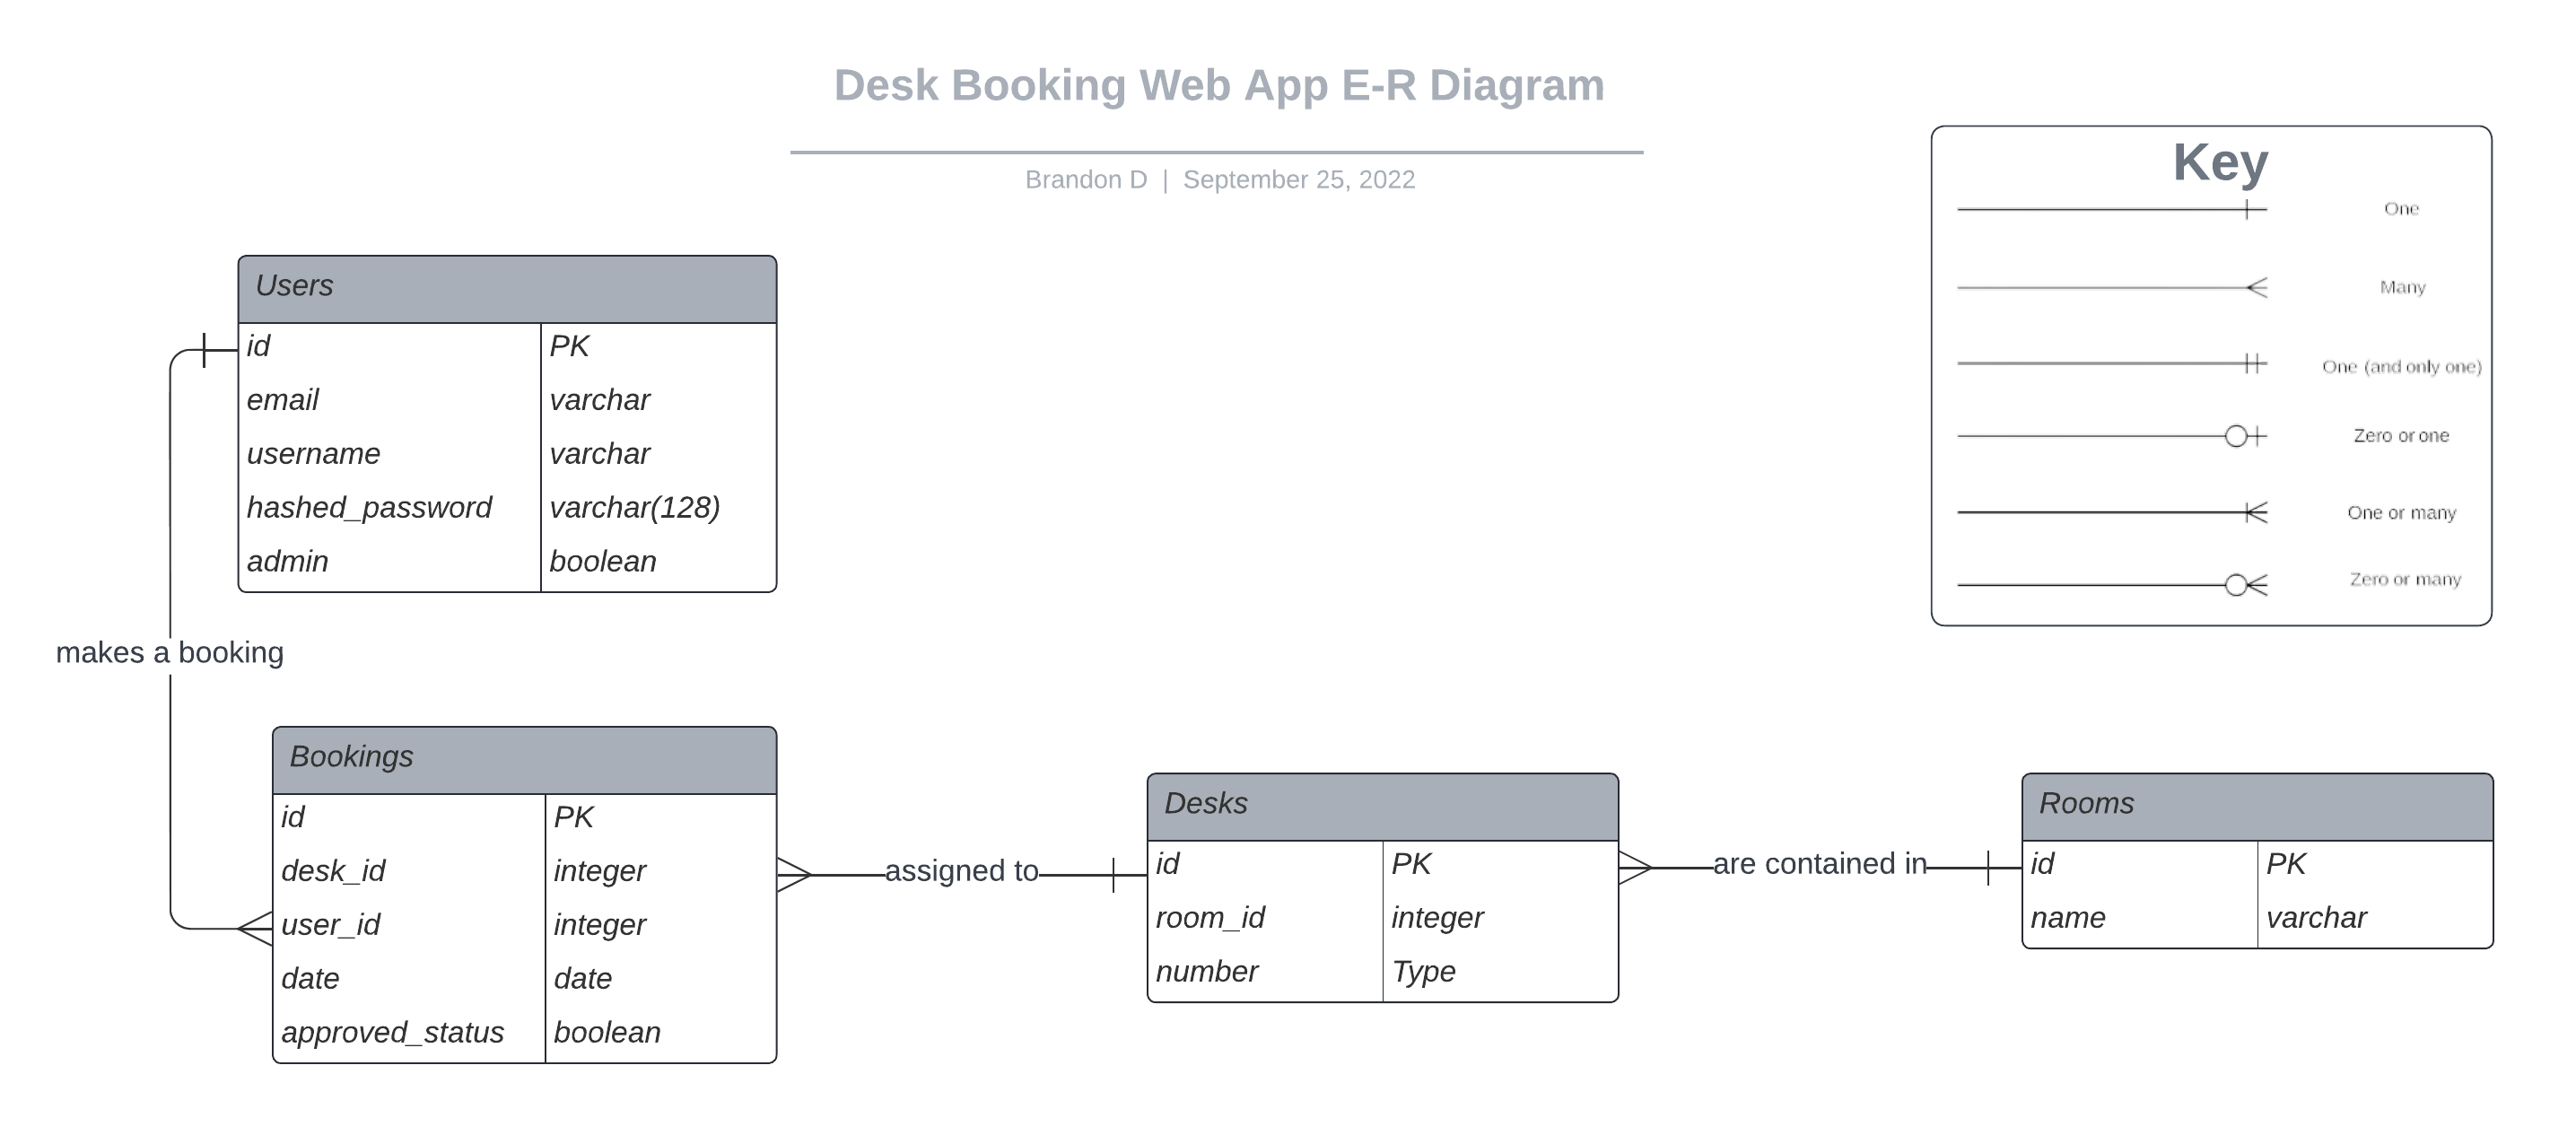 Desk Booking Web App E-R Diagram
Brandon D | September 25, 2022
Key
One
Many
One (and only one)
Zero or one
One or many
Zero or many
Users
id PK
email varchar
username varchar
hashed_password varchar(128)
admin boolean
makes a booking
Bookings
id PK
desk_id integer
user_id integer
date date
approved_status boolean
assigned to
Desks
id PK
room_id integer
number Type
are contained in
Rooms
id PK
name varchar